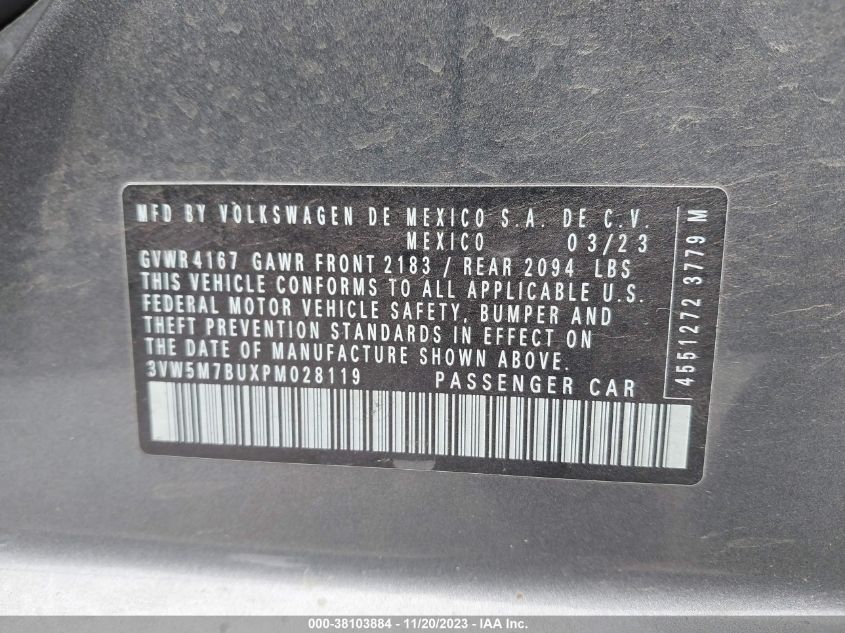 MFD BY VOLKSWAGEN DE MEXICO S.A. DE C.V.
MEXICO 03/23
GVWR4167 GAWR FRONT 2183 / REAR 2094 LBS
THIS VEHICLE CONFORMS TO ALL APPLICABLE U.S.
FEDERAL MOTOR VEHICLE SAFETY, BUMPER AND
THEFT PREVENTION STANDARDS IN EFFECT ON
THE DATE OF MANUFACTURE SHOWN ABOVE.
3VW5M7BUXPM028119 PASSENGER CAR
4551272 3779 M
000-38103884 - 11/20/2023 - IAA Inc.